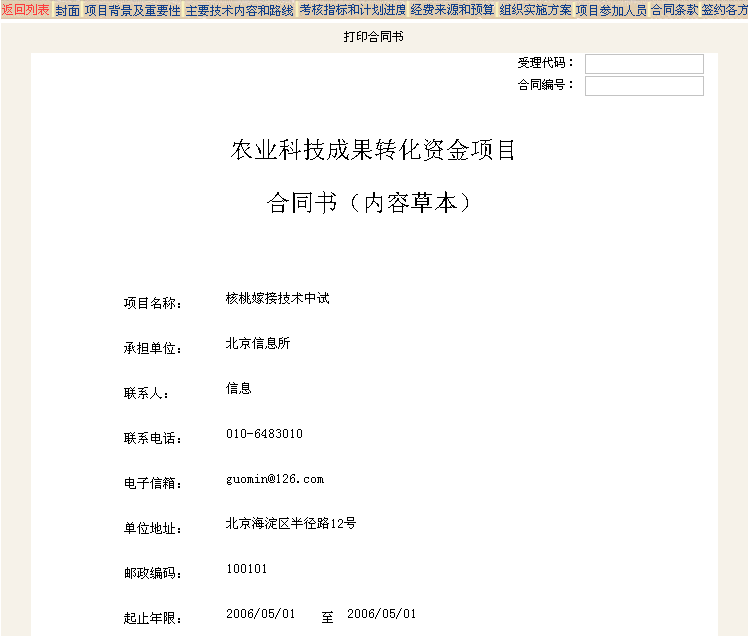 返回列表 封面 项目背景及重要性 主要技术内容和路线 考核指标和计划进度 经费来源和预算 组织实施方案 项目参加人员 合同条款 签约各方
打印合同书
受理代码：
合同编号：
农业科技成果转化资金项目
合同书（内容草本）
项目名称： 核桃嫁接技术中试
承担单位： 北京信息所
联系人： 信息
联系电话： 010-6483010
电子信箱： guomin@126.com
单位地址： 北京海淀区半径路12号
邮政编码： 100101
起止年限： 2006/05/01 至 2006/05/01